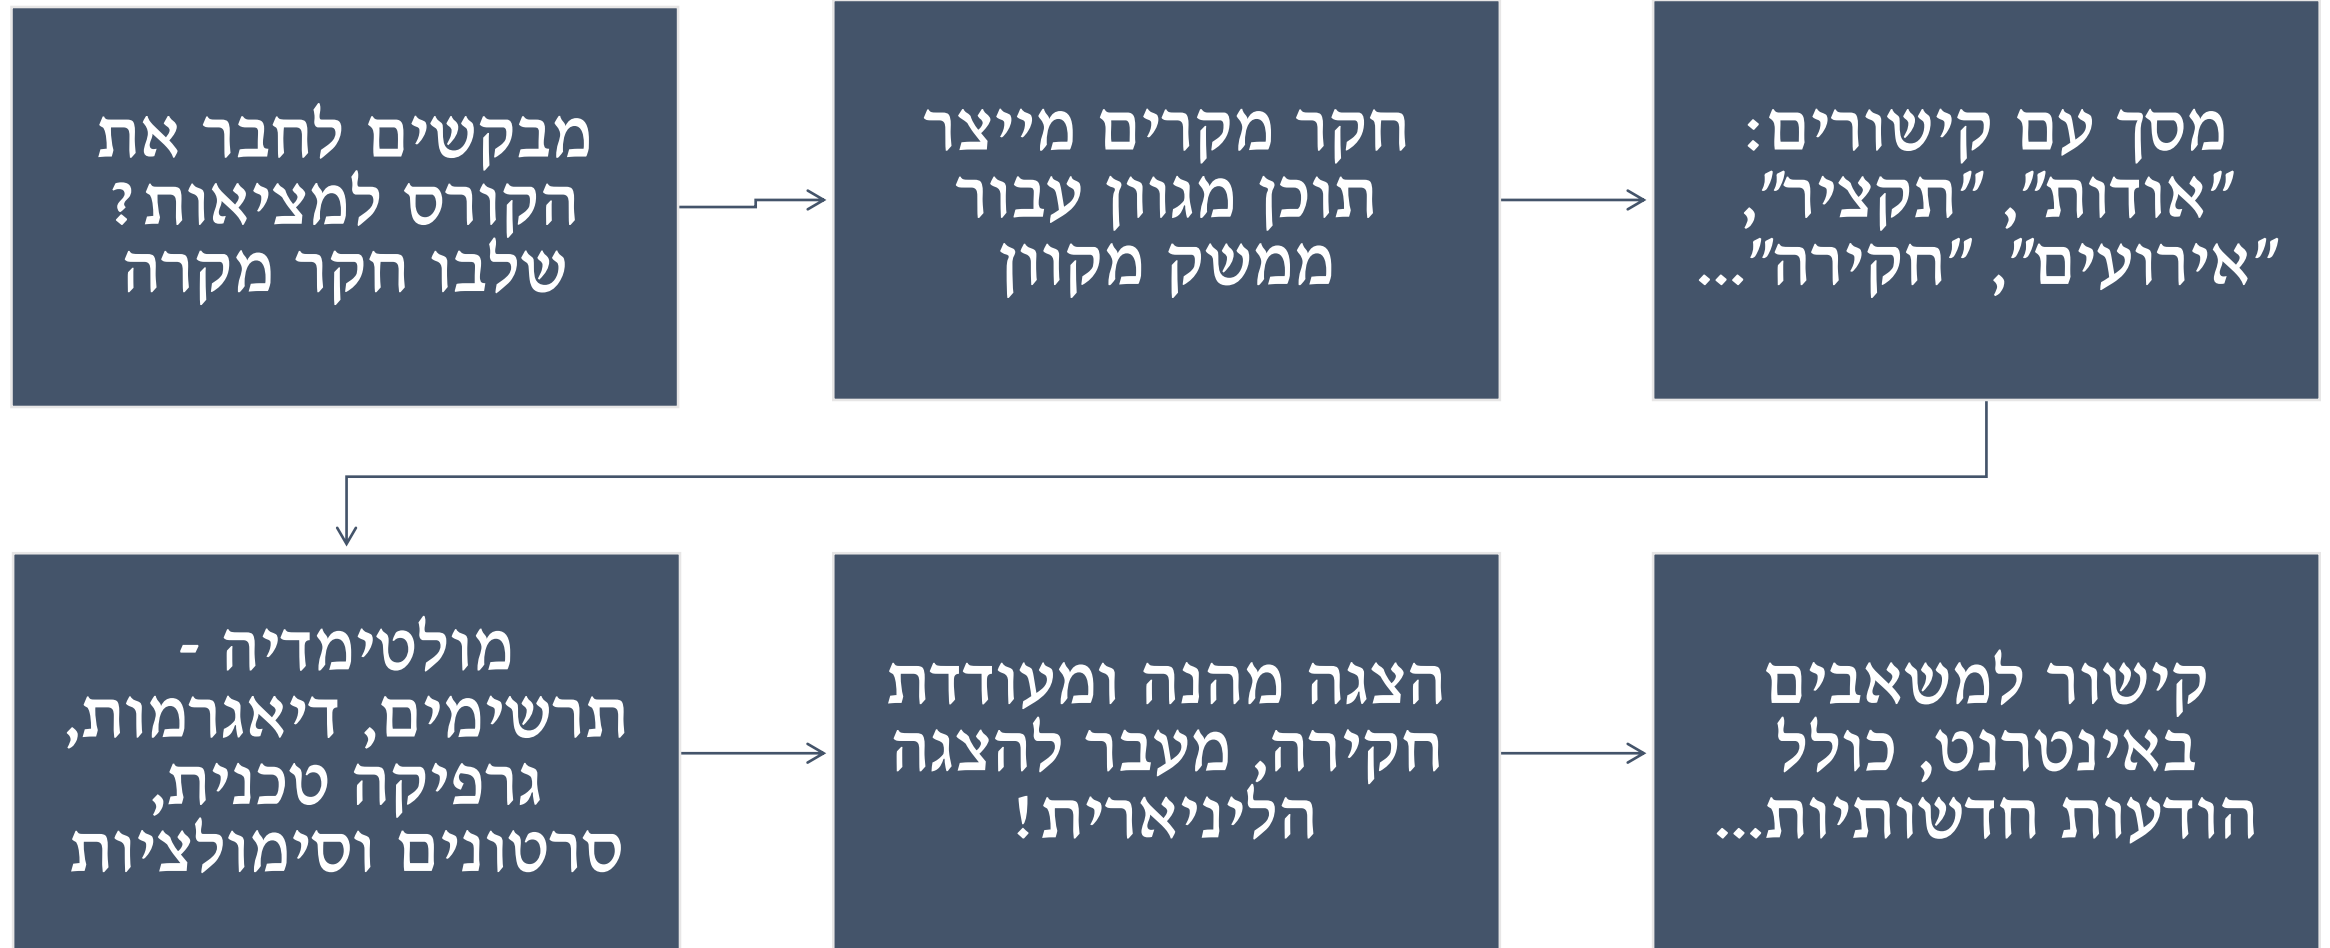 מבקשים לחבר את
הקורס למציאות?
שלבו חקר מקרה
חקר מקרים מייצר
תוכן מגוון עבור
ממשק מקוון
מסך עם קישורים:
"אודות", "תקציר",
"אירועים", "חקירה"...
מולטימדיה -
תרשימים, דיאגרמות,
גרפיקה טכנית,
סרטונים וסימולציות
הצגה מהנה ומעודדת
חקירה, מעבר להצגה
הליניארית!
קישור למשאבים
באינטרנט, כולל
הודעות חדשותיות...